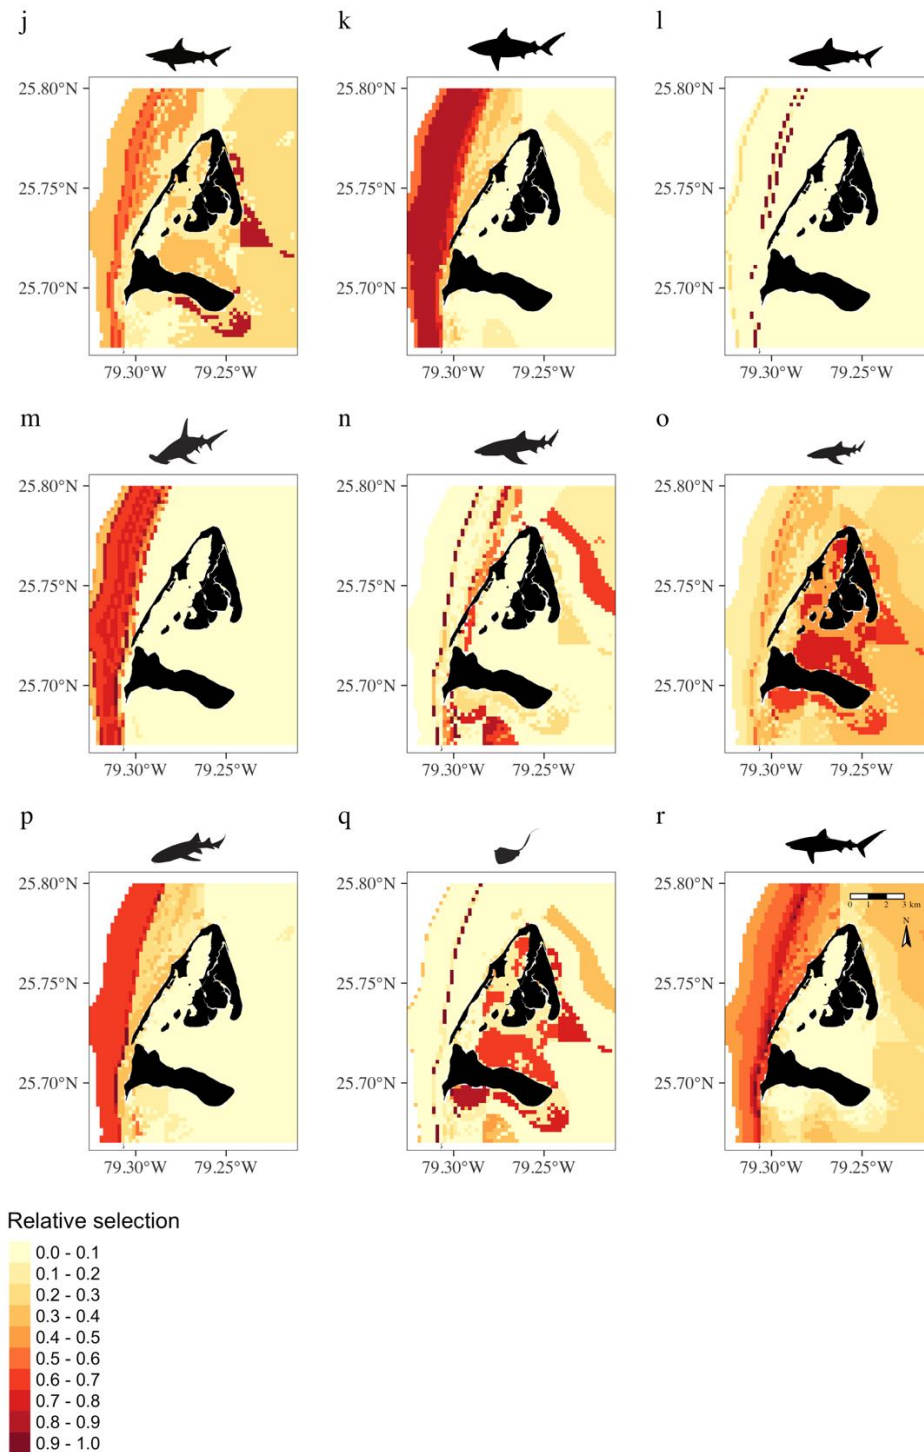 j k l
25.80°N 25.80°N 25.80°N
25.75°N 25.75°N 25.75°N
25.70°N 25.70°N 25.70°N
79.30°W 79.25°W 79.30°W 79.25°W 79.30°W 79.25°W
m n o
25.80°N 25.80°N 25.80°N
25.75°N 25.75°N 25.75°N
25.70°N 25.70°N 25.70°N
79.30°W 79.25°W 79.30°W 79.25°W 79.30°W 79.25°W
p q r
25.80°N 25.80°N 25.80°N
0 1 2 3 km
N
25.75°N 25.75°N 25.75°N
25.70°N 25.70°N 25.70°N
79.30°W 79.25°W 79.30°W 79.25°W 79.30°W 79.25°W
Relative selection
0.0 - 0.1
0.1 - 0.2
0.2 - 0.3
0.3 - 0.4
0.4 - 0.5
0.5 - 0.6
0.6 - 0.7
0.7 - 0.8
0.8 - 0.9
0.9 - 1.0